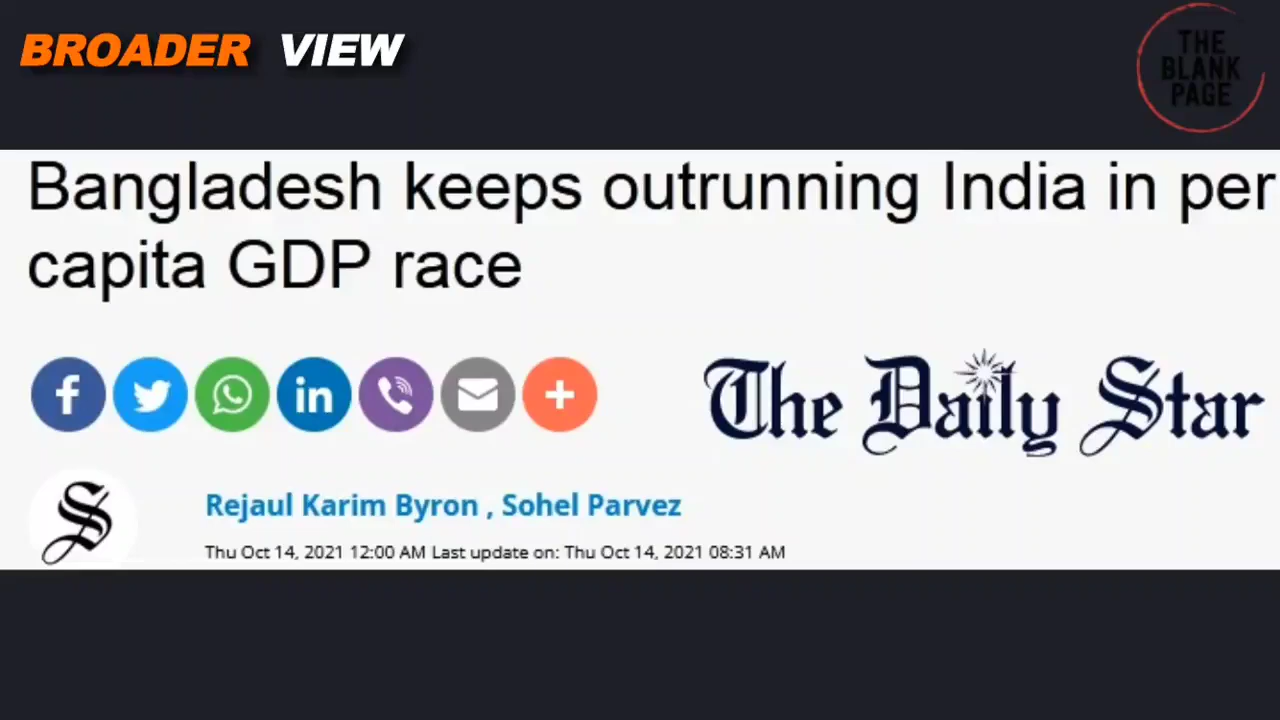 BROADER VIEW
THE
BLANK
PAGE
Bangladesh keeps outrunning India in per
capita GDP race
The Daily Star
Rejaul Karim Byron , Sohel Parvez
Thu Oct 14, 2021 12:00 AM Last update on: Thu Oct 14, 2021 08:31 AM